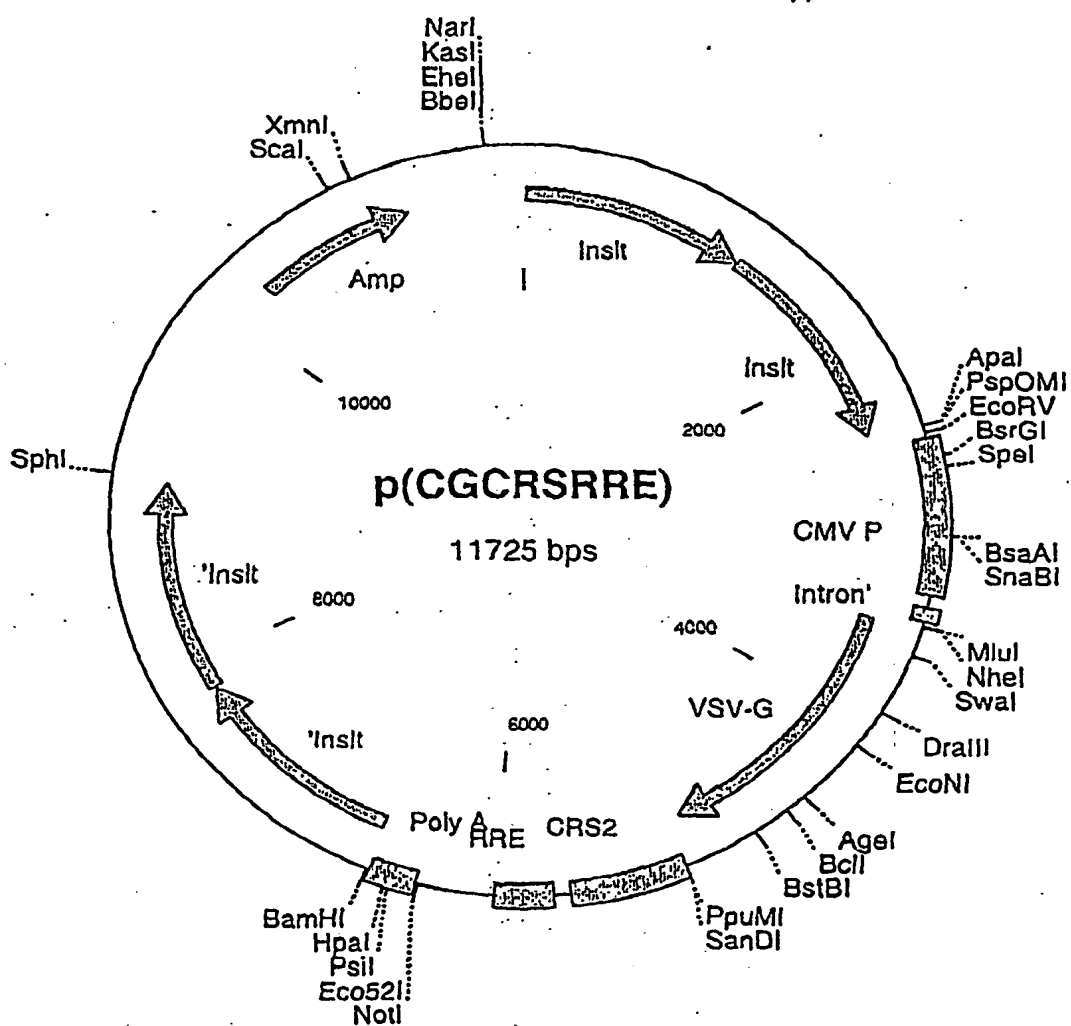 NarI
KasI
EheI
BbeI
XmnI
ScaI
InsIt
Amp
I
ApaI
PspOMI
EcoRV
BsrGI
SpeI
InsIt
10000
2000
SphI
p(CGCRSRRE)
11725 bps
CMV P
BsaAI
SnaBI
'InsIt
8000
Intron'
4000
MluI
NheI
SwaI
VSV-G
'InsIt
6000
DraIII
EcoNI
Poly A
RRE
CRS2
AgeI
BclI
BstBI
BamHI
HpaI
PsiI
Eco52I
NotI
PpuMI
SanDI